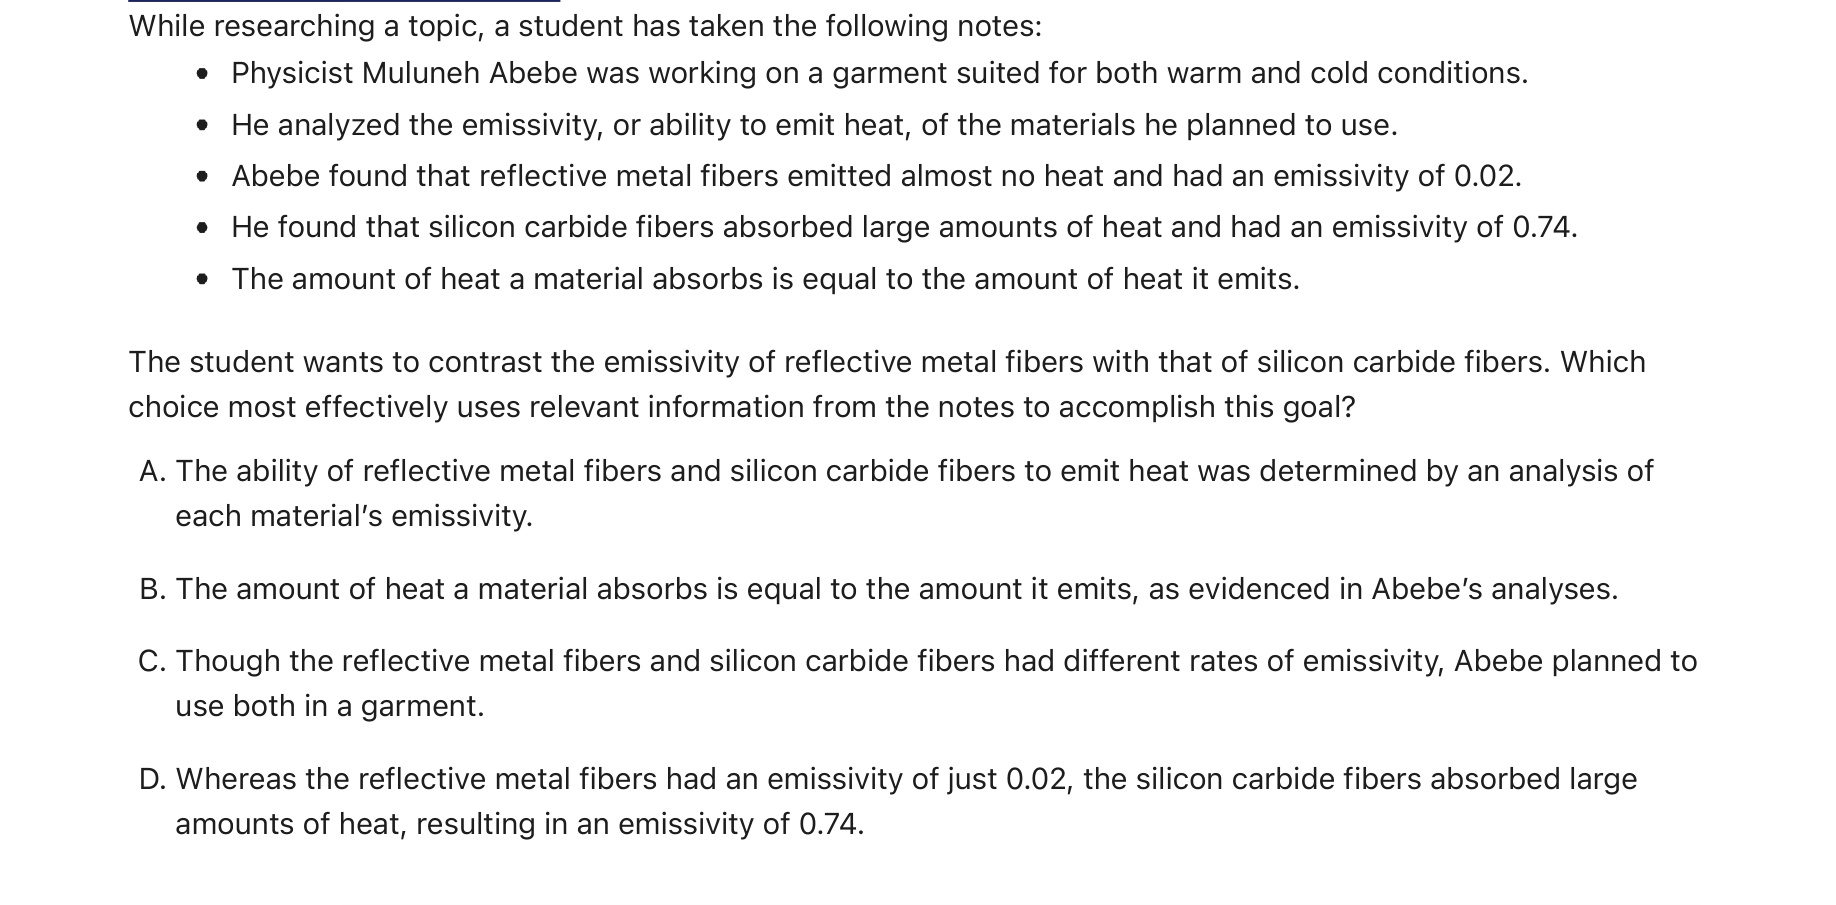 While researching a topic, a student has taken the following notes:
• Physicist Muluneh Abebe was working on a garment suited for both warm and cold conditions.
• He analyzed the emissivity, or ability to emit heat, of the materials he planned to use.
• Abebe found that reflective metal fibers emitted almost no heat and had an emissivity of 0.02.
• He found that silicon carbide fibers absorbed large amounts of heat and had an emissivity of 0.74.
• The amount of heat a material absorbs is equal to the amount of heat it emits.
The student wants to contrast the emissivity of reflective metal fibers with that of silicon carbide fibers. Which
choice most effectively uses relevant information from the notes to accomplish this goal?
A. The ability of reflective metal fibers and silicon carbide fibers to emit heat was determined by an analysis of
each material’s emissivity.
B. The amount of heat a material absorbs is equal to the amount it emits, as evidenced in Abebe’s analyses.
C. Though the reflective metal fibers and silicon carbide fibers had different rates of emissivity, Abebe planned to
use both in a garment.
D. Whereas the reflective metal fibers had an emissivity of just 0.02, the silicon carbide fibers absorbed large
amounts of heat, resulting in an emissivity of 0.74.